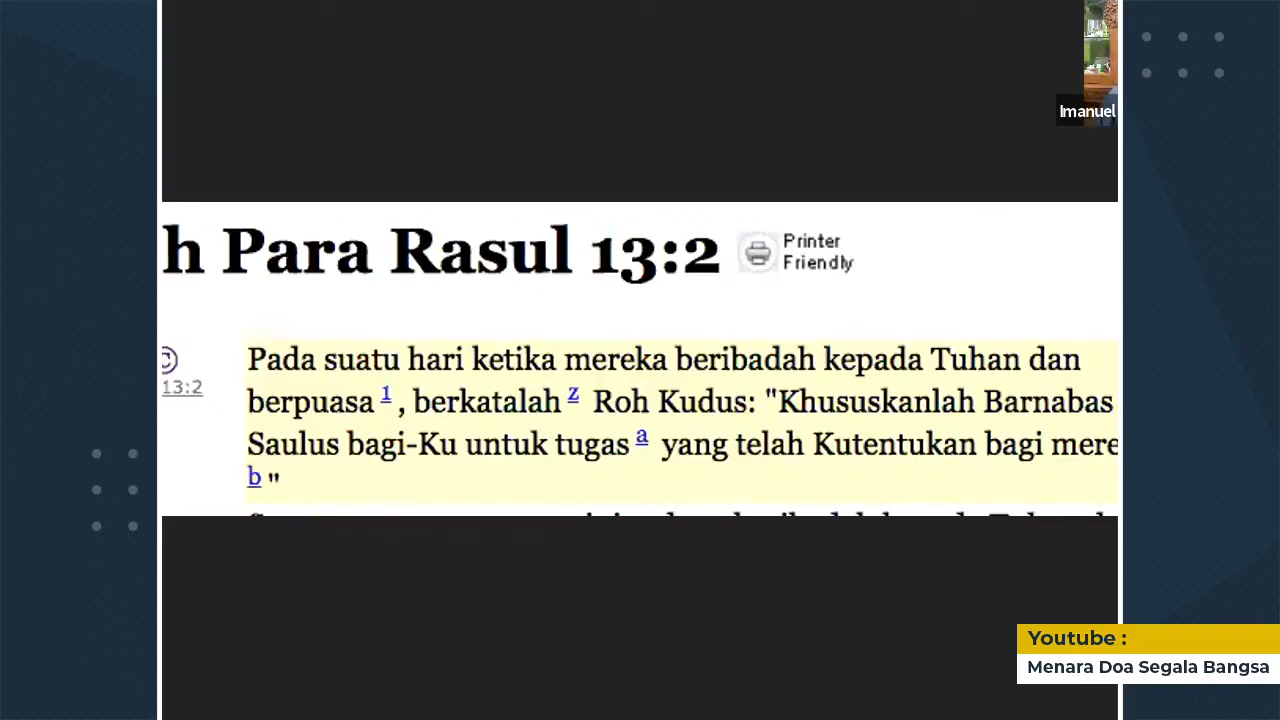 Imanuel
h Para Rasul 13:2
Printer
Friendly
13:2
Pada suatu hari ketika mereka beribadah kepada Tuhan dan
berpuasa 1 , berkatalah z Roh Kudus: "Khususkanlah Barnabas
Saulus bagi-Ku untuk tugas a yang telah Kutentukan bagi mere
b "
Youtube :
Menara Doa Segala Bangsa